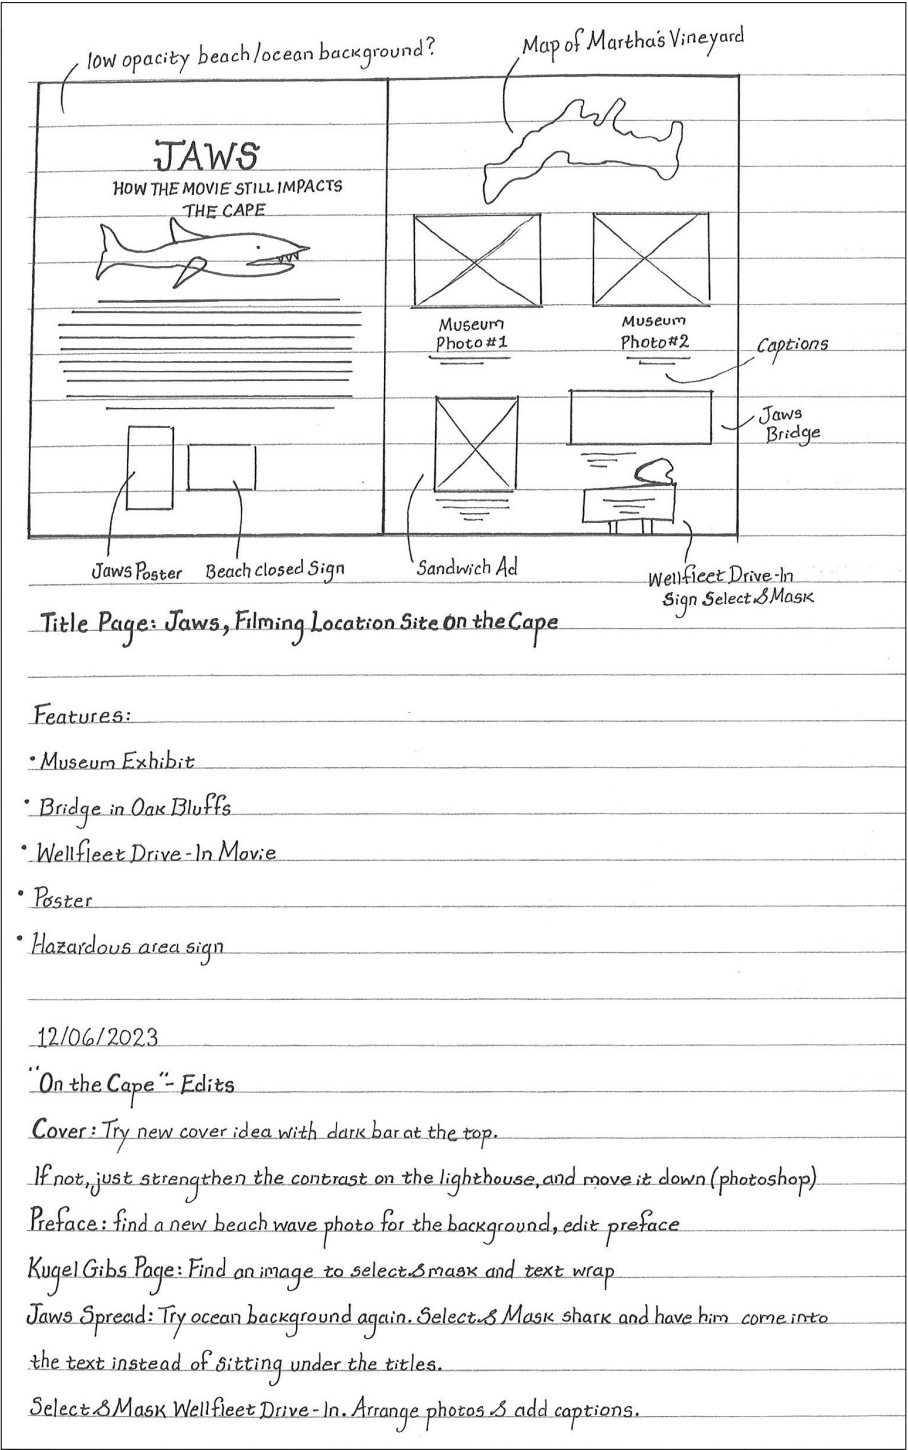 low opacity beach/ocean background?
Map of Martha's Vineyard
JAWS
HOW THE MOVIE STILL IMPACTS
THE CAPE
Museum
Photo #1
Museum
Photo #2
Captions
Jaws
Bridge
Jaws Poster
Beach closed Sign
Sandwich Ad
Wellfleet Drive-In
Sign Select & Mask
Title Page: Jaws, Filming Location Site on the Cape
Features:
• Museum Exhibit
• Bridge in Oak Bluffs
• Wellfleet Drive-In Movie
• Poster
• Hazardous area sign
12/06/2023
"On the Cape" - Edits
Cover: Try new cover idea with dark bar at the top.
If not, just strengthen the contrast on the lighthouse, and move it down (photoshop)
Preface: find a new beach wave photo for the background, edit preface
Kugel Gibs Page: Find an image to select & mask and text wrap
Jaws Spread: Try ocean background again. Select & Mask shark and have him come into
the text instead of sitting under the titles.
Select & Mask Wellfleet Drive-In. Arrange photos & add captions.